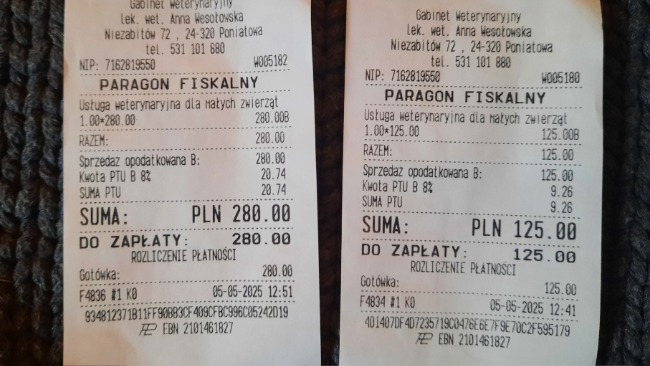 Gabinet Weterynaryjny
lek. wet. Anna Wesołowska
Niezabitów 72 , 24-320 Poniatowa
tel. 531 101 880
NIP: 7162819550 W005182
PARAGON FISKALNY
Usługa weterynaryjna dla małych zwierząt
1.00*280.00 280.00B
RAZEM: 280.00
Sprzedaż opodatkowana B: 280.00
Kwota PTU B 8% 20.74
SUMA PTU 20.74
SUMA: PLN 280.00
DO ZAPŁATY: 280.00
ROZLICZENIE PŁATNOŚCI
Gotówka: 280.00
F4836 #1 K0 05-05-2025 12:51
934812371B11FF90BB3CF409CFBC996C05242D19
EBN 2101461827
Gabinet Weterynaryjny
lek. wet. Anna Wesołowska
Niezabitów 72 , 24-320 Poniatowa
tel. 531 101 880
NIP: 7162819550 W005180
PARAGON FISKALNY
Usługa weterynaryjna dla małych zwierząt
1.00*125.00 125.00B
RAZEM: 125.00
Sprzedaż opodatkowana B: 125.00
Kwota PTU B 8% 9.26
SUMA PTU 9.26
SUMA: PLN 125.00
DO ZAPŁATY: 125.00
ROZLICZENIE PŁATNOŚCI
Gotówka: 125.00
F4834 #1 K0 05-05-2025 12:41
401407DF4D7235719C0476E6E7F9E70C2F595179
EBN 2101461827